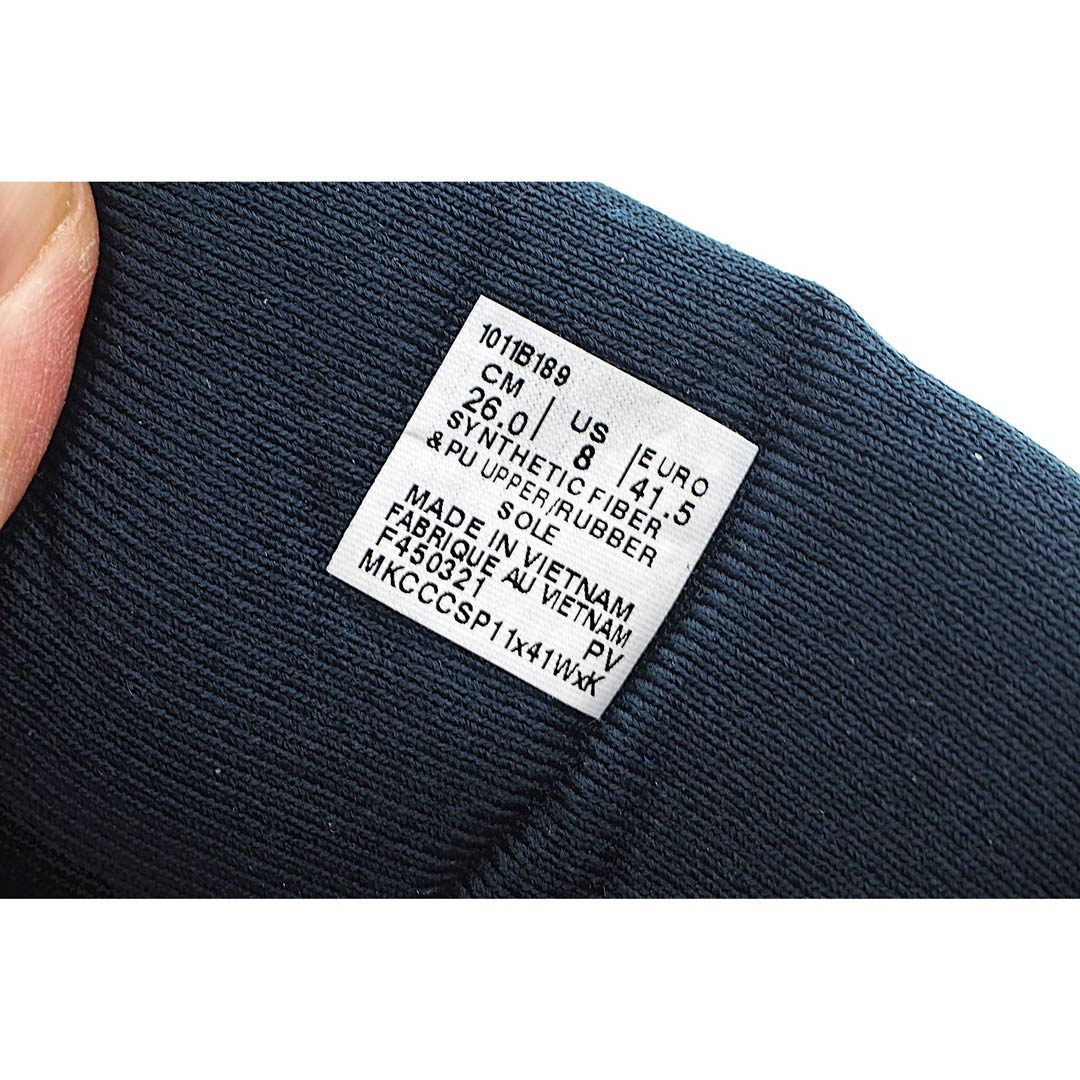 1011B189
CM | US | EURO
26.0 | 8 | 41.5
SYNTHETIC FIBER
& PU UPPER/RUBBER
SOLE
MADE IN VIETNAM
FABRIQUE AU VIETNAM
F450321 PV
MKCCCSP11x41WxK